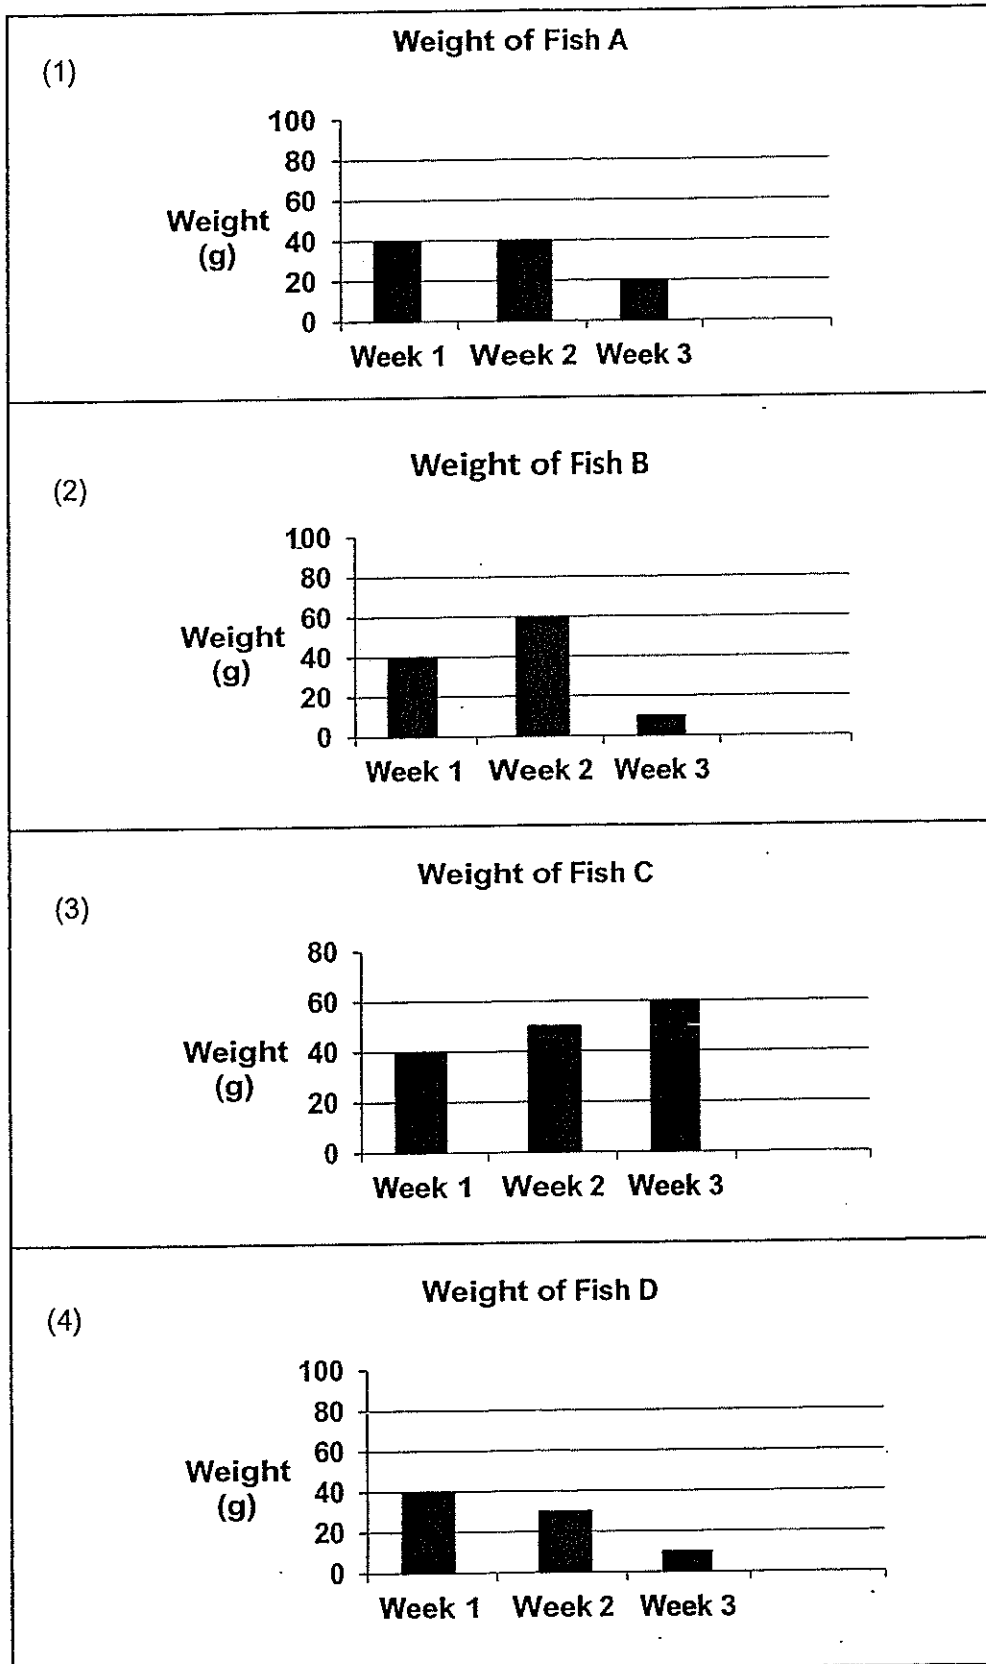 Weight of Fish A
(1)
100
80
60
Weight
(g)
40
20
0
Week 1 Week 2 Week 3
Weight of Fish B
(2)
100
80
60
Weight
(g)
40
20
0
Week 1 Week 2 Week 3
Weight of Fish C
(3)
80
60
Weight
(g)
40
20
0
Week 1 Week 2 Week 3
Weight of Fish D
(4)
100
80
60
Weight
(g)
40
20
0
Week 1 Week 2 Week 3